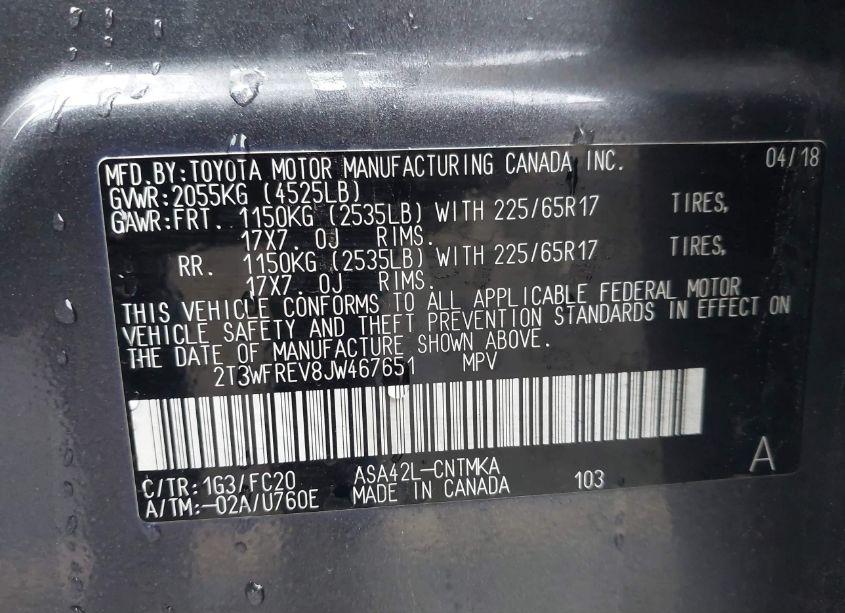 MFD.BY:TOYOTA MOTOR MANUFACTURING CANADA INC. 04/18
GVWR:2055KG (4525LB)
GAWR:FRT. 1150KG (2535LB) WITH 225/65R17 TIRES,
17X7.0J RIMS.
RR. 1150KG (2535LB) WITH 225/65R17 TIRES,
17X7.0J RIMS.
THIS VEHICLE CONFORMS TO ALL APPLICABLE FEDERAL MOTOR
VEHICLE SAFETY AND THEFT PREVENTION STANDARDS IN EFFECT ON
THE DATE OF MANUFACTURE SHOWN ABOVE.
2T3WFREV8JW467651 MPV
A
C/TR:1G3/FC20 ASA42L-CNTMKA 103
A/TM:-02A/U760E MADE IN CANADA